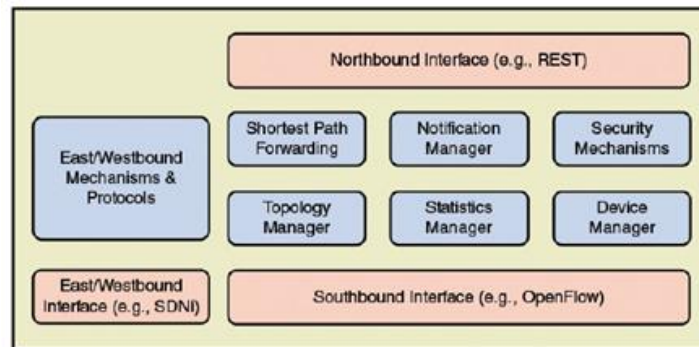 Northbound Interface (e.g., REST)
East/Westbound
Mechanisms &
Protocols
Shortest Path
Forwarding
Notification
Manager
Security
Mechanisms
Topology
Manager
Statistics
Manager
Device
Manager
East/Westbound
Interface (e.g., SDNi)
Southbound Interface (e.g., OpenFlow)